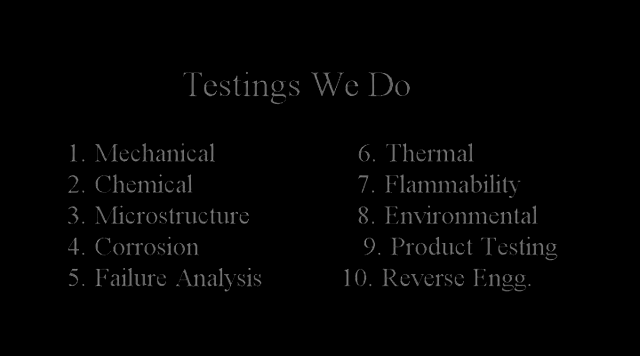 Testings We Do
1. Mechanical
2. Chemical
3. Microstructure
4. Corrosion
5. Failure Analysis
6. Thermal
7. Flammability
8. Environmental
9. Product Testing
10. Reverse Engg.